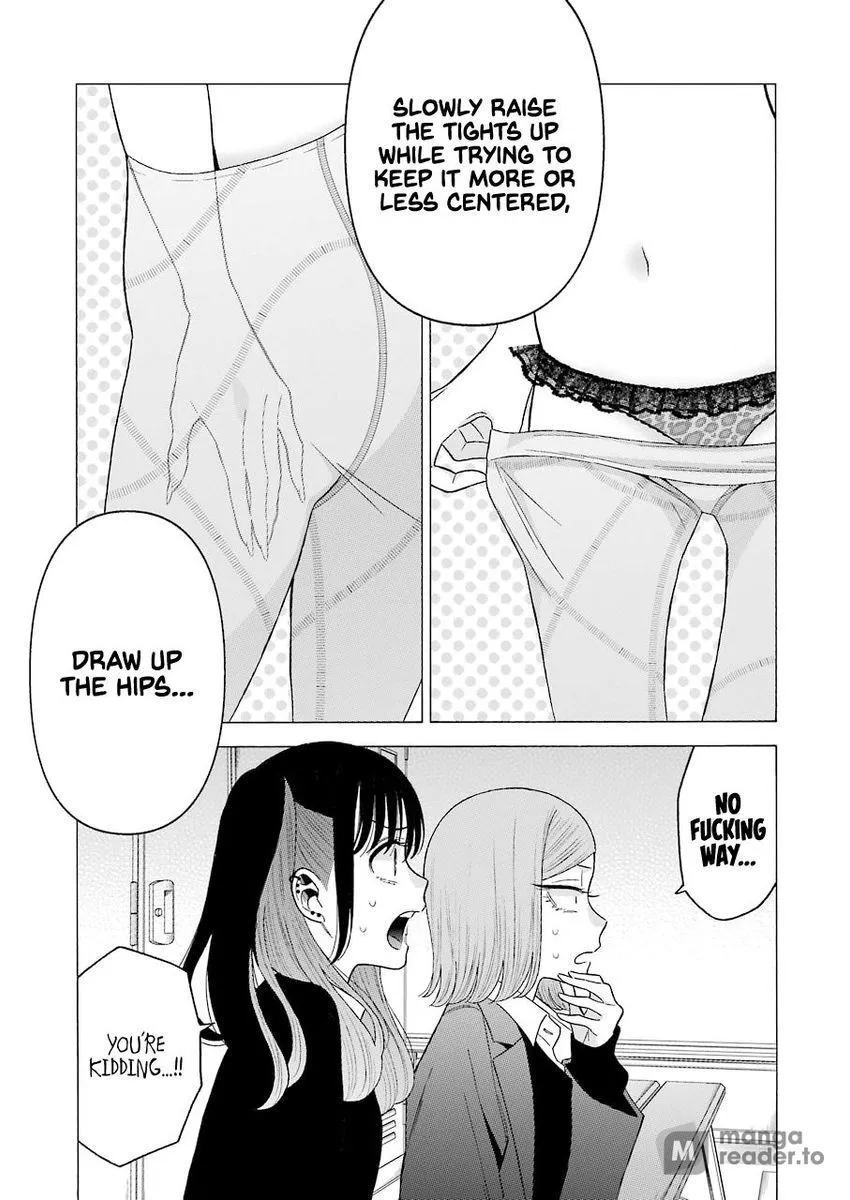 SLOWLY RAISE
THE TIGHTS UP
WHILE TRYING TO
KEEP IT MORE OR
LESS CENTERED,
DRAW UP
THE HIPS...
NO
FUCKING
WAY...
YOU'RE
KIDDING...!!
M manga
reader.to